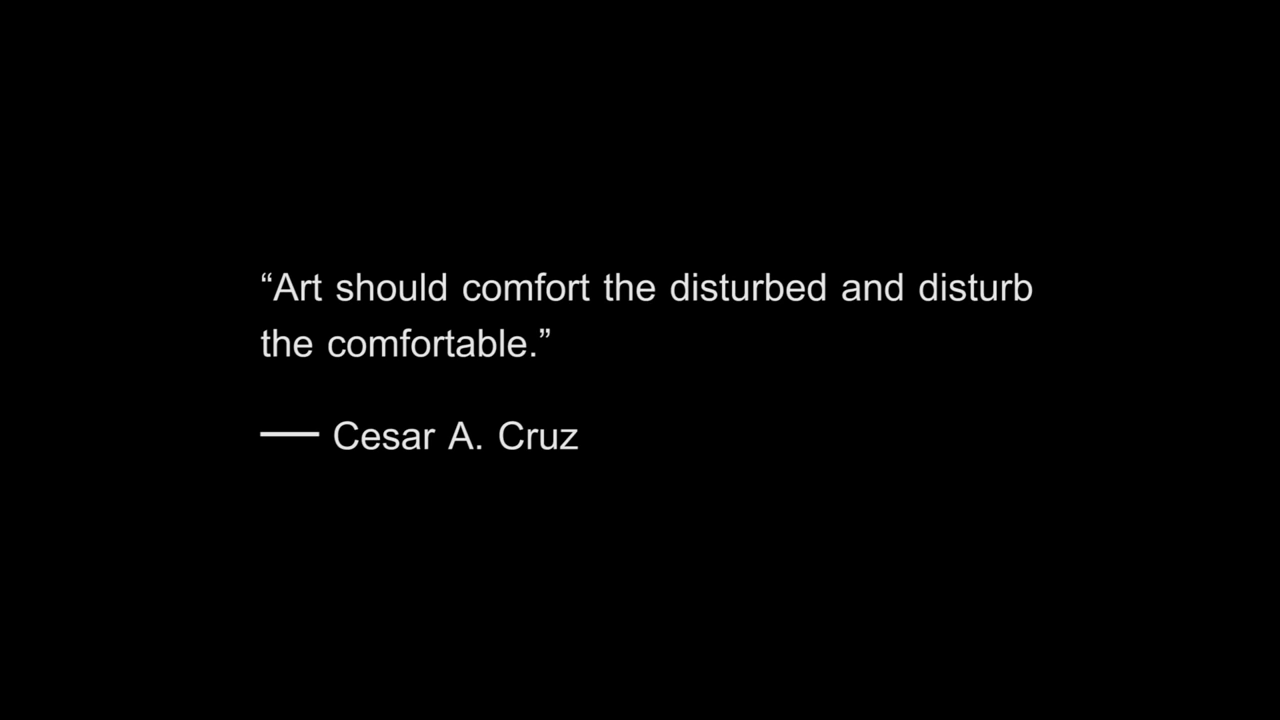 “Art should comfort the disturbed and disturb
the comfortable.”
── Cesar A. Cruz